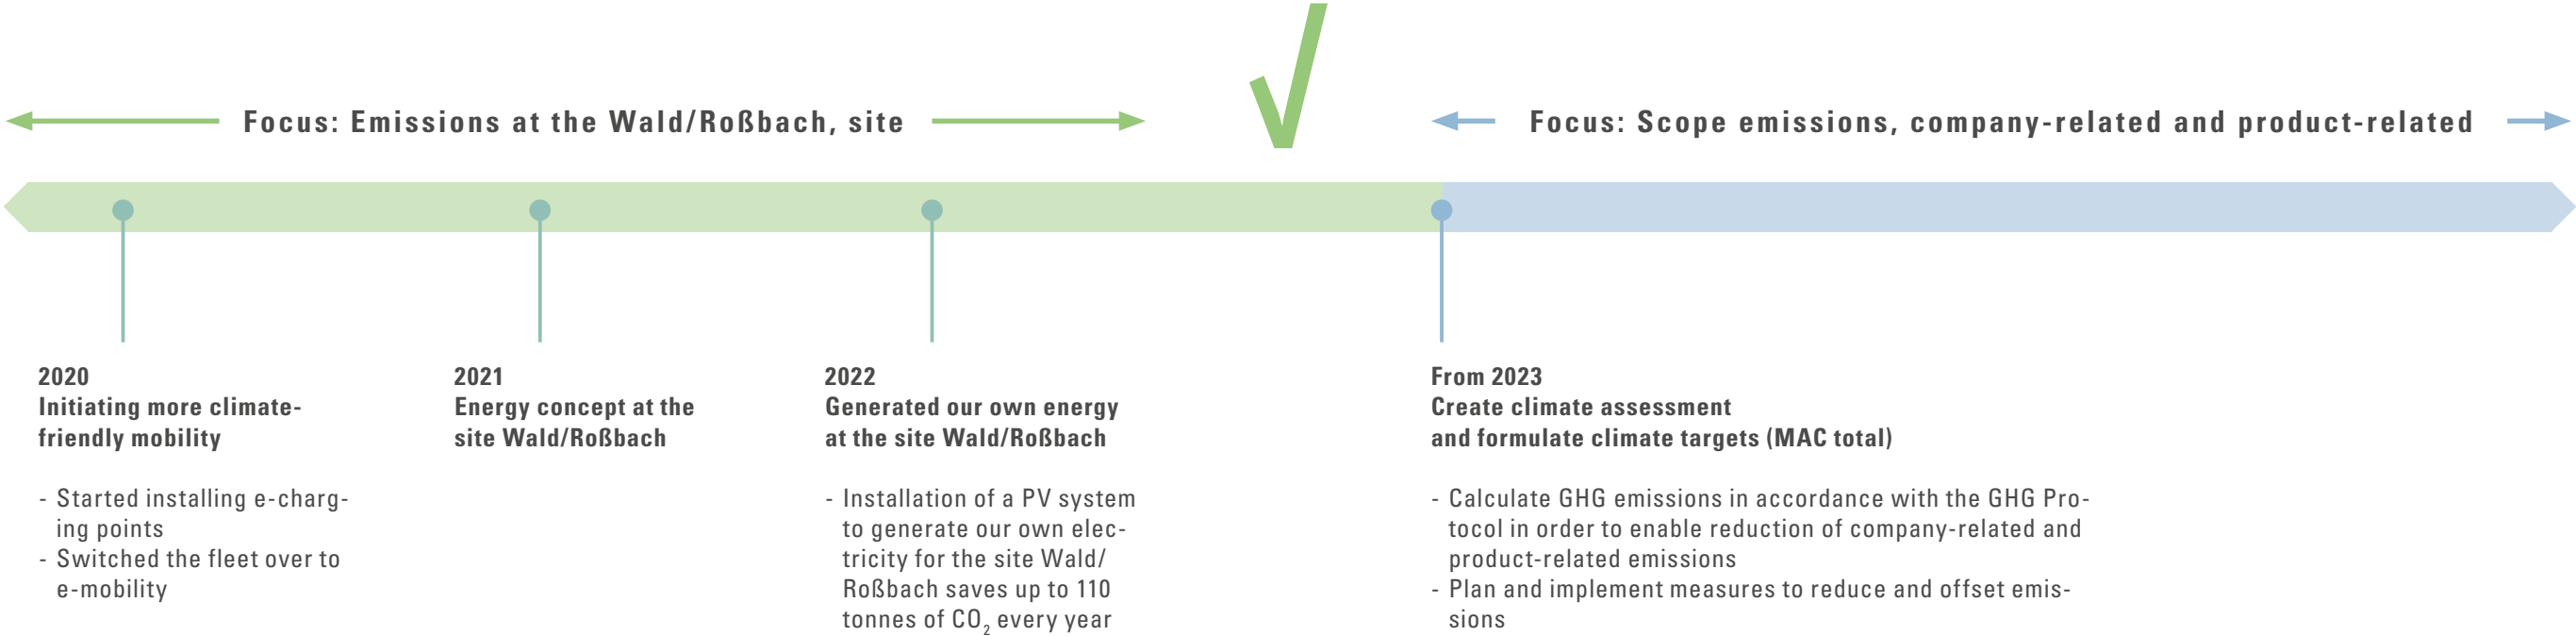 Focus: Emissions at the Wald/Roßbach, site
Focus: Scope emissions, company-related and product-related
2020
Initiating more climate-
friendly mobility
- Started installing e-charg-
ing points
- Switched the fleet over to
e-mobility
2021
Energy concept at the
site Wald/Roßbach
2022
Generated our own energy
at the site Wald/Roßbach
- Installation of a PV system
to generate our own elec-
tricity for the site Wald/
Roßbach saves up to 110
tonnes of CO₂ every year
From 2023
Create climate assessment
and formulate climate targets (MAC total)
- Calculate GHG emissions in accordance with the GHG Pro-
tocol in order to enable reduction of company-related and
product-related emissions
- Plan and implement measures to reduce and offset emis-
sions